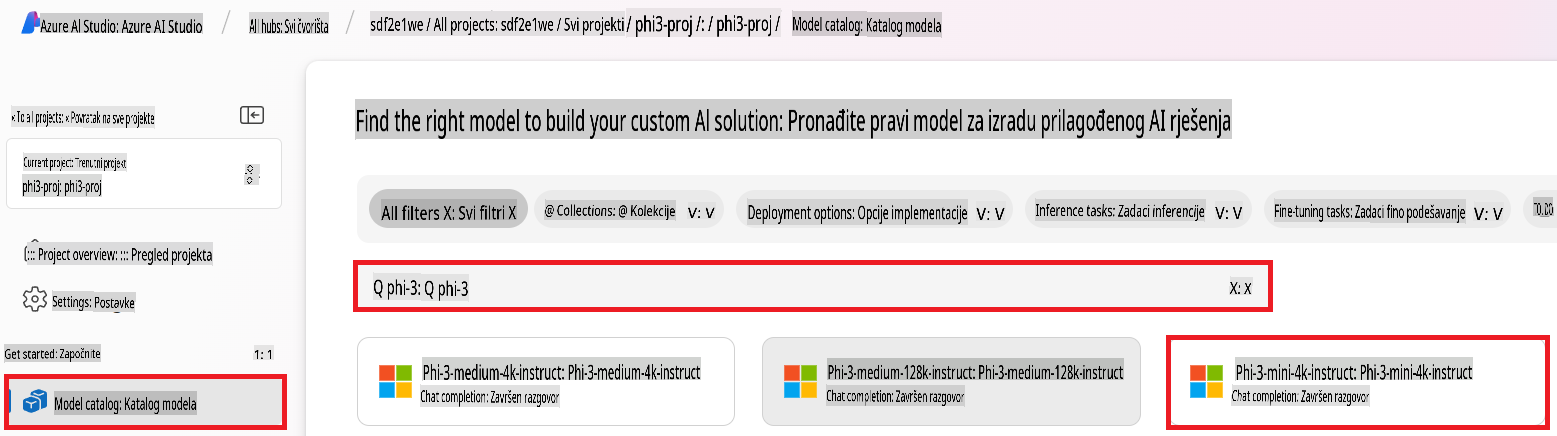 Azure AI Studio: Azure AI Studio / All hubs: Svi čvorišta / sdf2e1we / All projects: sdf2e1we / Svi projekti / phi3-proj /: / phi3-proj / Model catalog: Katalog modela
« To all projects: « Povratak na sve projekte
Current project: Trenutni projekt
phi3-proj: phi3-proj
::: Project overview: ::: Pregled projekta
Settings: Postavke
Get started: Započnite 1: 1
Model catalog: Katalog modela
Find the right model to build your custom AI solution: Pronađite pravi model za izradu prilagođenog AI rješenja
All filters X: Svi filtri X
@ Collections: @ Kolekcije V: V
Deployment options: Opcije implementacije V: V
Inference tasks: Zadaci inferencije V: V
Fine-tuning tasks: Zadaci fino podešavanje V: V
Q phi-3: Q phi-3 X: X
Phi-3-medium-4k-instruct: Phi-3-medium-4k-instruct
Chat completion: Završen razgovor
Phi-3-medium-128k-instruct: Phi-3-medium-128k-instruct
Chat completion: Završen razgovor
Phi-3-mini-4k-instruct: Phi-3-mini-4k-instruct
Chat completion: Završen razgovor